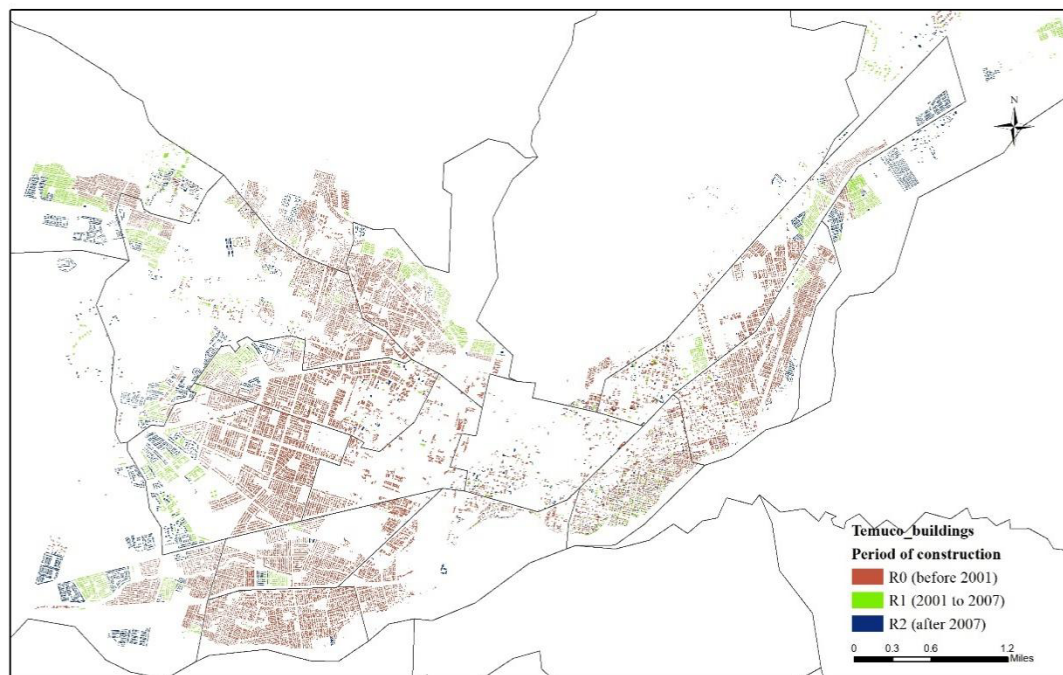 N
Temuco_buildings
Period of construction
R0 (before 2001)
R1 (2001 to 2007)
R2 (after 2007)
0 0.3 0.6 1.2
Miles